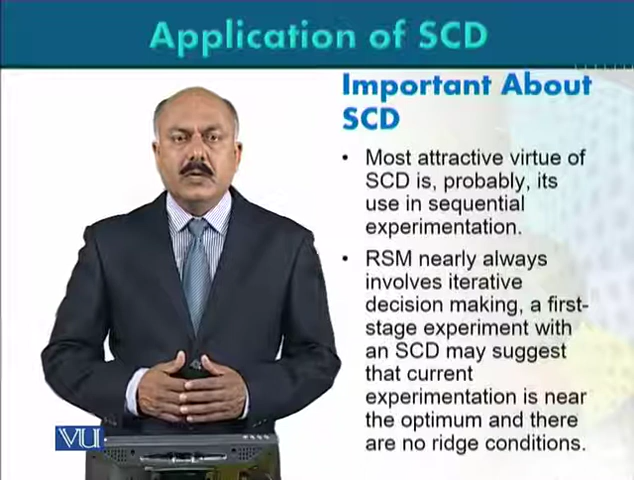 Application of SCD
Important About
SCD
• Most attractive virtue of
SCD is, probably, its
use in sequential
experimentation.
• RSM nearly always
involves iterative
decision making, a first-
stage experiment with
an SCD may suggest
that current
experimentation is near
the optimum and there
are no ridge conditions.
VU